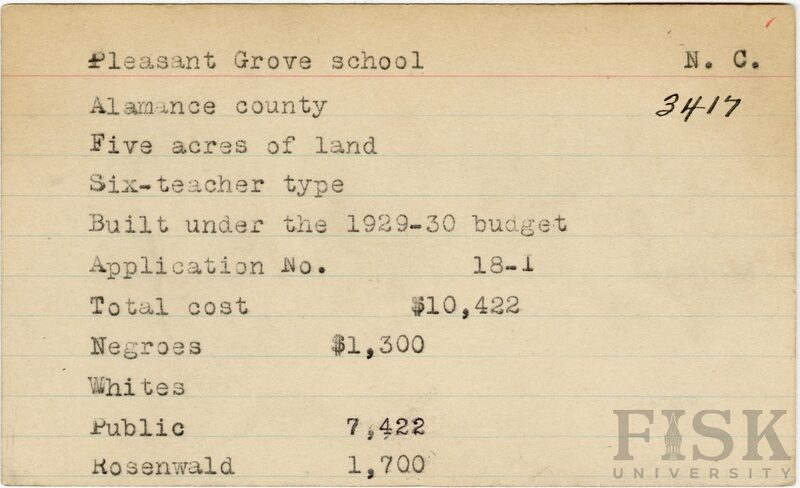 Pleasant Grove school N. C.
Alamance county 3417
Five acres of land
Six-teacher type
Built under the 1929-30 budget
Application No. 18-I
Total cost $10,422
Negroes $1,300
Whites
Public 7,422
Rosenwald 1,700
FISK
UNIVERSITY